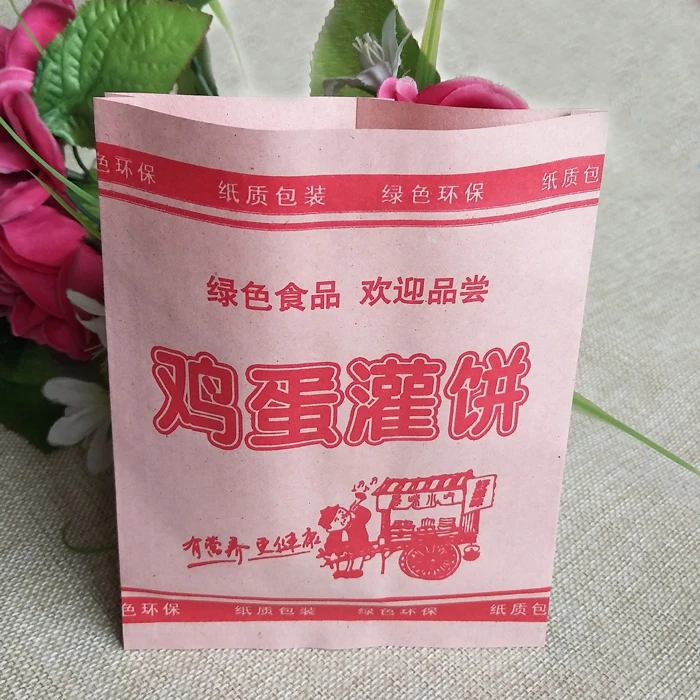 色环保 纸质包装 绿色环保 纸质包
绿色食品 欢迎品尝
鸡蛋灌饼
有营养更健康
色环保 纸质包装 绿色环保 纸质包